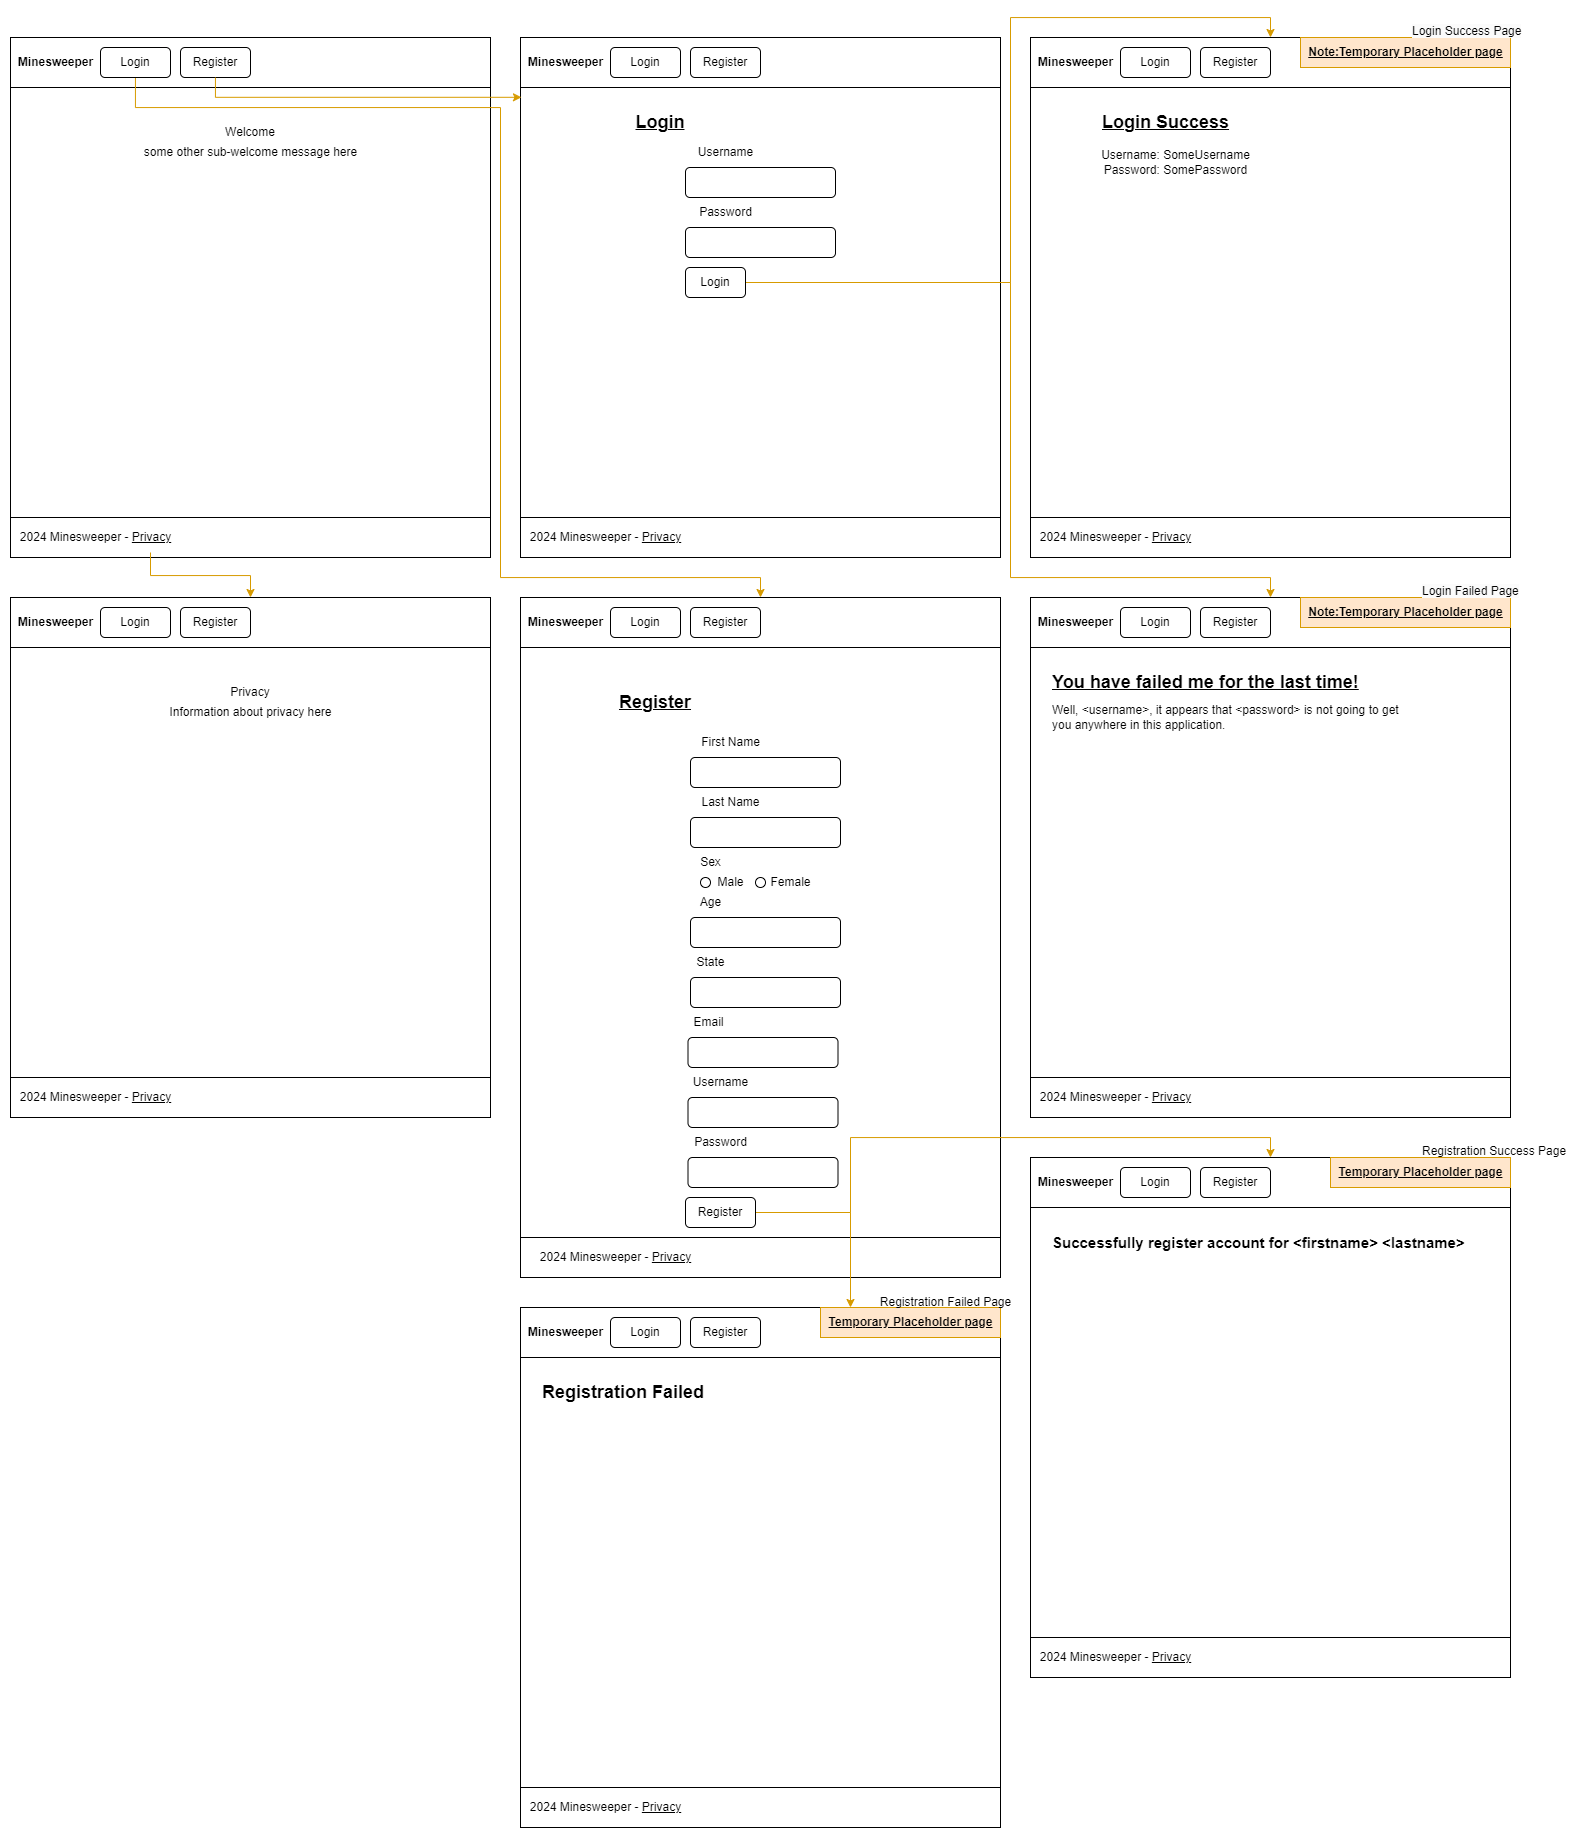 Minesweeper Login Register
Welcome
some other sub-welcome message here
2024 Minesweeper - Privacy
Minesweeper Login Register
Login
Username
Password
Login
2024 Minesweeper - Privacy
Login Success Page
Note:Temporary Placeholder page
Minesweeper Login Register
Login Success
Username: SomeUsername
Password: SomePassword
2024 Minesweeper - Privacy
Minesweeper Login Register
Privacy
Information about privacy here
2024 Minesweeper - Privacy
Minesweeper Login Register
Register
First Name
Last Name
Sex
Male Female
Age
State
Email
Username
Password
Register
2024 Minesweeper - Privacy
Login Failed Page
Note:Temporary Placeholder page
Minesweeper Login Register
You have failed me for the last time!
Well, <username>, it appears that <password> is not going to get
you anywhere in this application.
2024 Minesweeper - Privacy
Registration Success Page
Temporary Placeholder page
Minesweeper Login Register
Successfully register account for <firstname> <lastname>
2024 Minesweeper - Privacy
Registration Failed Page
Temporary Placeholder page
Minesweeper Login Register
Registration Failed
2024 Minesweeper - Privacy